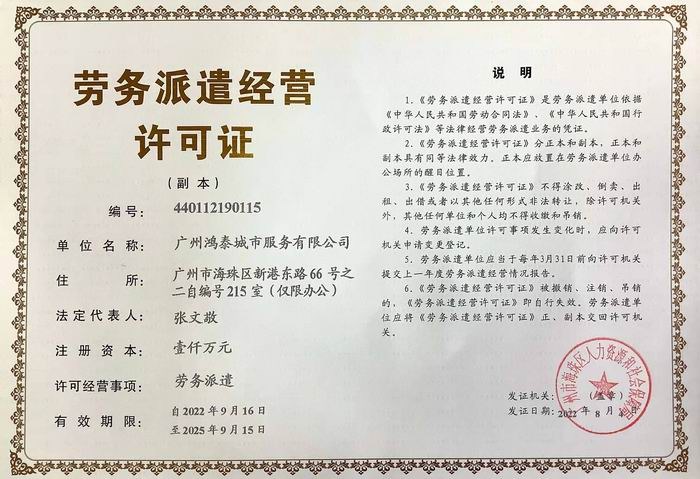 劳务派遣经营
许可证
（副本）
编号： 440112190115
单位名称： 广州鸿泰城市服务有限公司
住所： 广州市海珠区新港东路66号之
二自编号215室（仅限办公）
法定代表人： 张文敢
注册资本： 壹仟万元
许可经营事项： 劳务派遣
有效期限： 自2022年9月16日
至2025年9月15日
说明
1.《劳务派遣经营许可证》是劳务派遣单位依据
《中华人民共和国劳动合同法》、《中华人民共和国行
政许可法》等法律经营劳务派遣业务的凭证。
2.《劳务派遣经营许可证》分正本和副本，正本和
副本具有同等法律效力。正本应放置在劳务派遣单位办
公场所的醒目位置。
3.《劳务派遣经营许可证》不得涂改、倒卖、出
租、出借或者以其他任何形式非法转让，除许可机关
外，其他任何单位和个人均不得收缴和吊销。
4.劳务派遣单位许可事项发生变化时，应向许可
机关申请变更登记。
5.劳务派遣单位应当于每年3月31日前向许可机关
提交上一年度劳务派遣经营情况报告。
6.《劳务派遣经营许可证》被撤销、注销、吊销
的，《劳务派遣经营许可证》即自行失效。劳务派遣单
位应将《劳务派遣经营许可证》正、副本交回许可机
关。
广州市海珠区人力资源和社会保障局
发证机关： （盖章）
发证日期：2022年8月 日